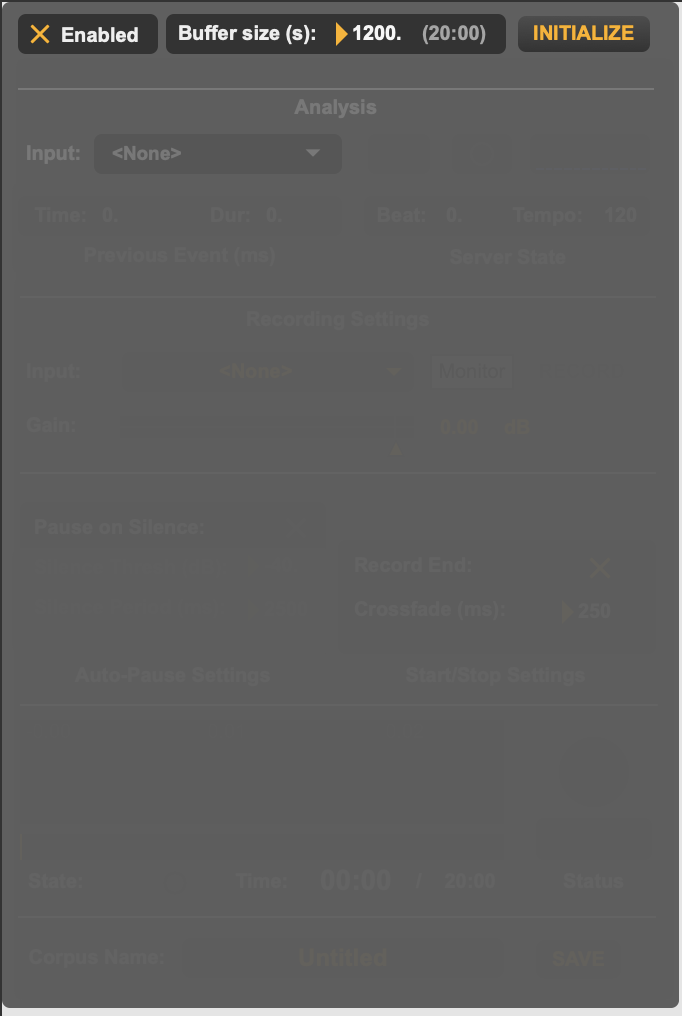 Enabled Buffer size (s): 1200. (20:00) INITIALIZE
Analysis
Input: <None>
Time: 0. Dur: 0. Beat: 0. Tempo: 120
Previous Event (ms) Server State
Recording Settings
Input: <None> Monitor
Gain: 0.00 dB
Pause on Silence:
Record End:
Crossfade (ms): 250
Auto-Pause Settings Start/Stop Settings
State: Time: 00:00 / 20:00 Status
Corpus Name: Untitled SAVE